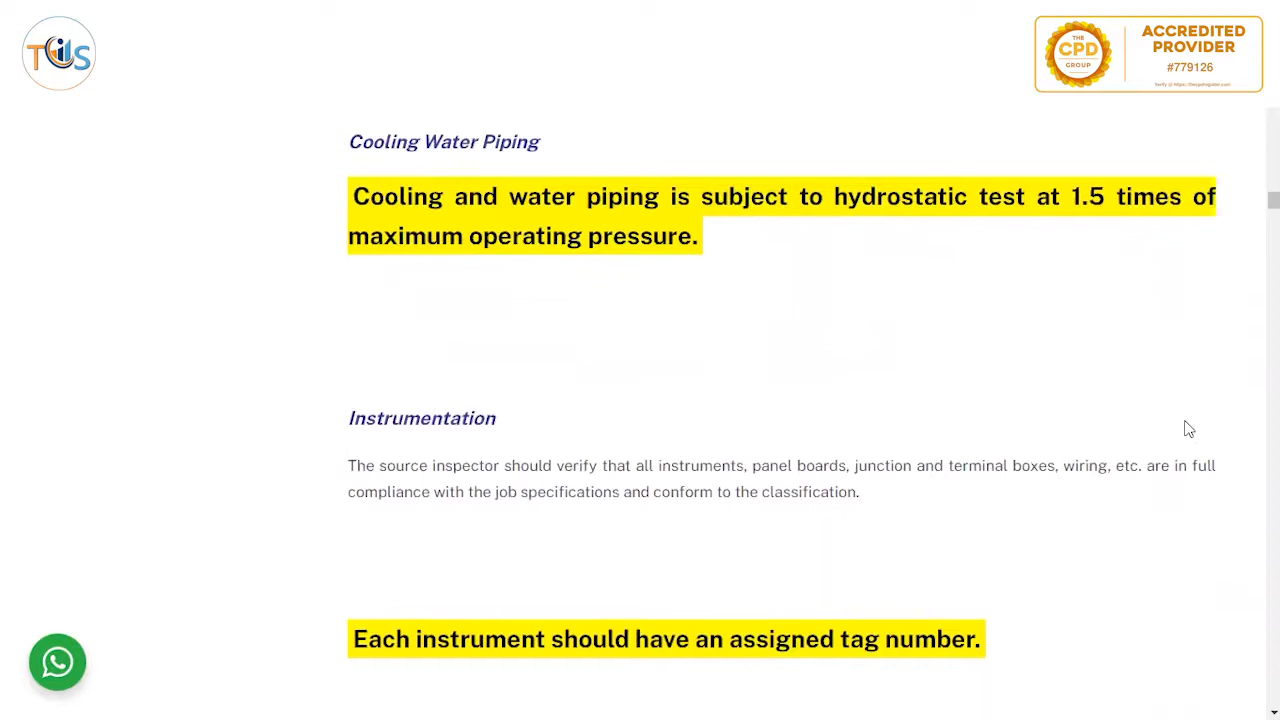 TGIS
THE
CPD
GROUP
ACCREDITED
PROVIDER
#779126
Cooling Water Piping
Cooling and water piping is subject to hydrostatic test at 1.5 times of
maximum operating pressure.
Instrumentation
The source inspector should verify that all instruments, panel boards, junction and terminal boxes, wiring, etc. are in full
compliance with the job specifications and conform to the classification.
Each instrument should have an assigned tag number.